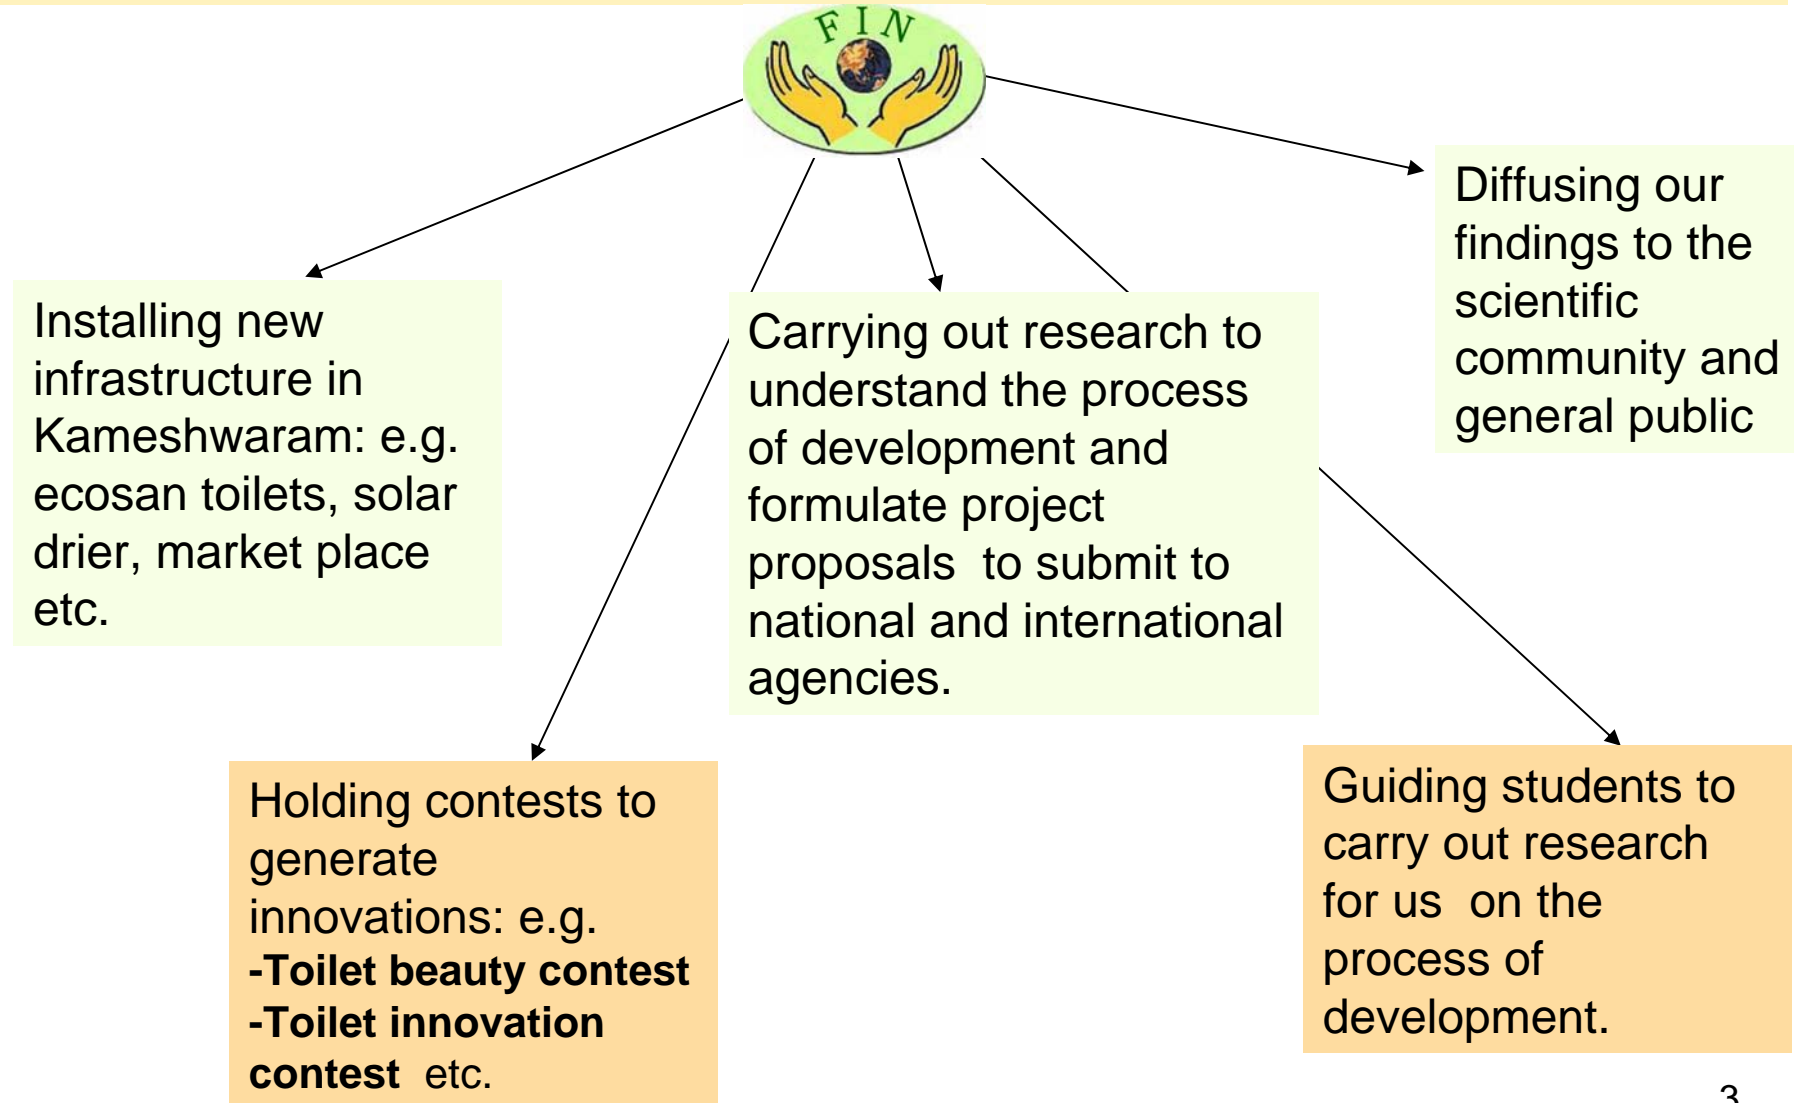 FIN
Installing new
infrastructure in
Kameshwaram: e.g.
ecosan toilets, solar
drier, market place
etc.
Carrying out research to
understand the process
of development and
formulate project
proposals  to submit to
national and international
agencies.
Diffusing our
findings to the
scientific
community and
general public
Holding contests to
generate
innovations: e.g.
-Toilet beauty contest
-Toilet innovation
contest  etc.
Guiding students to
carry out research
for us  on the
process of
development.
3